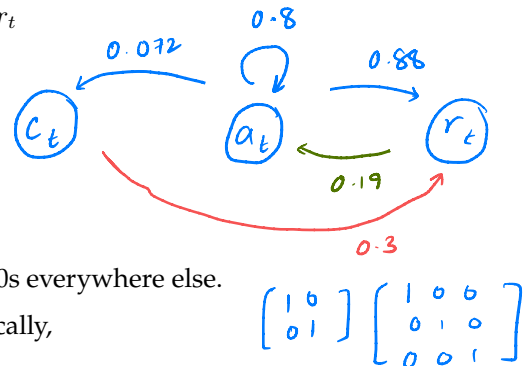 r_t
0.8
0.072
0.88
c_t
a_t
r_t
0.19
0.3
0s everywhere else.
cally,
[1 0
0 1]
[1 0 0
0 1 0
0 0 1]